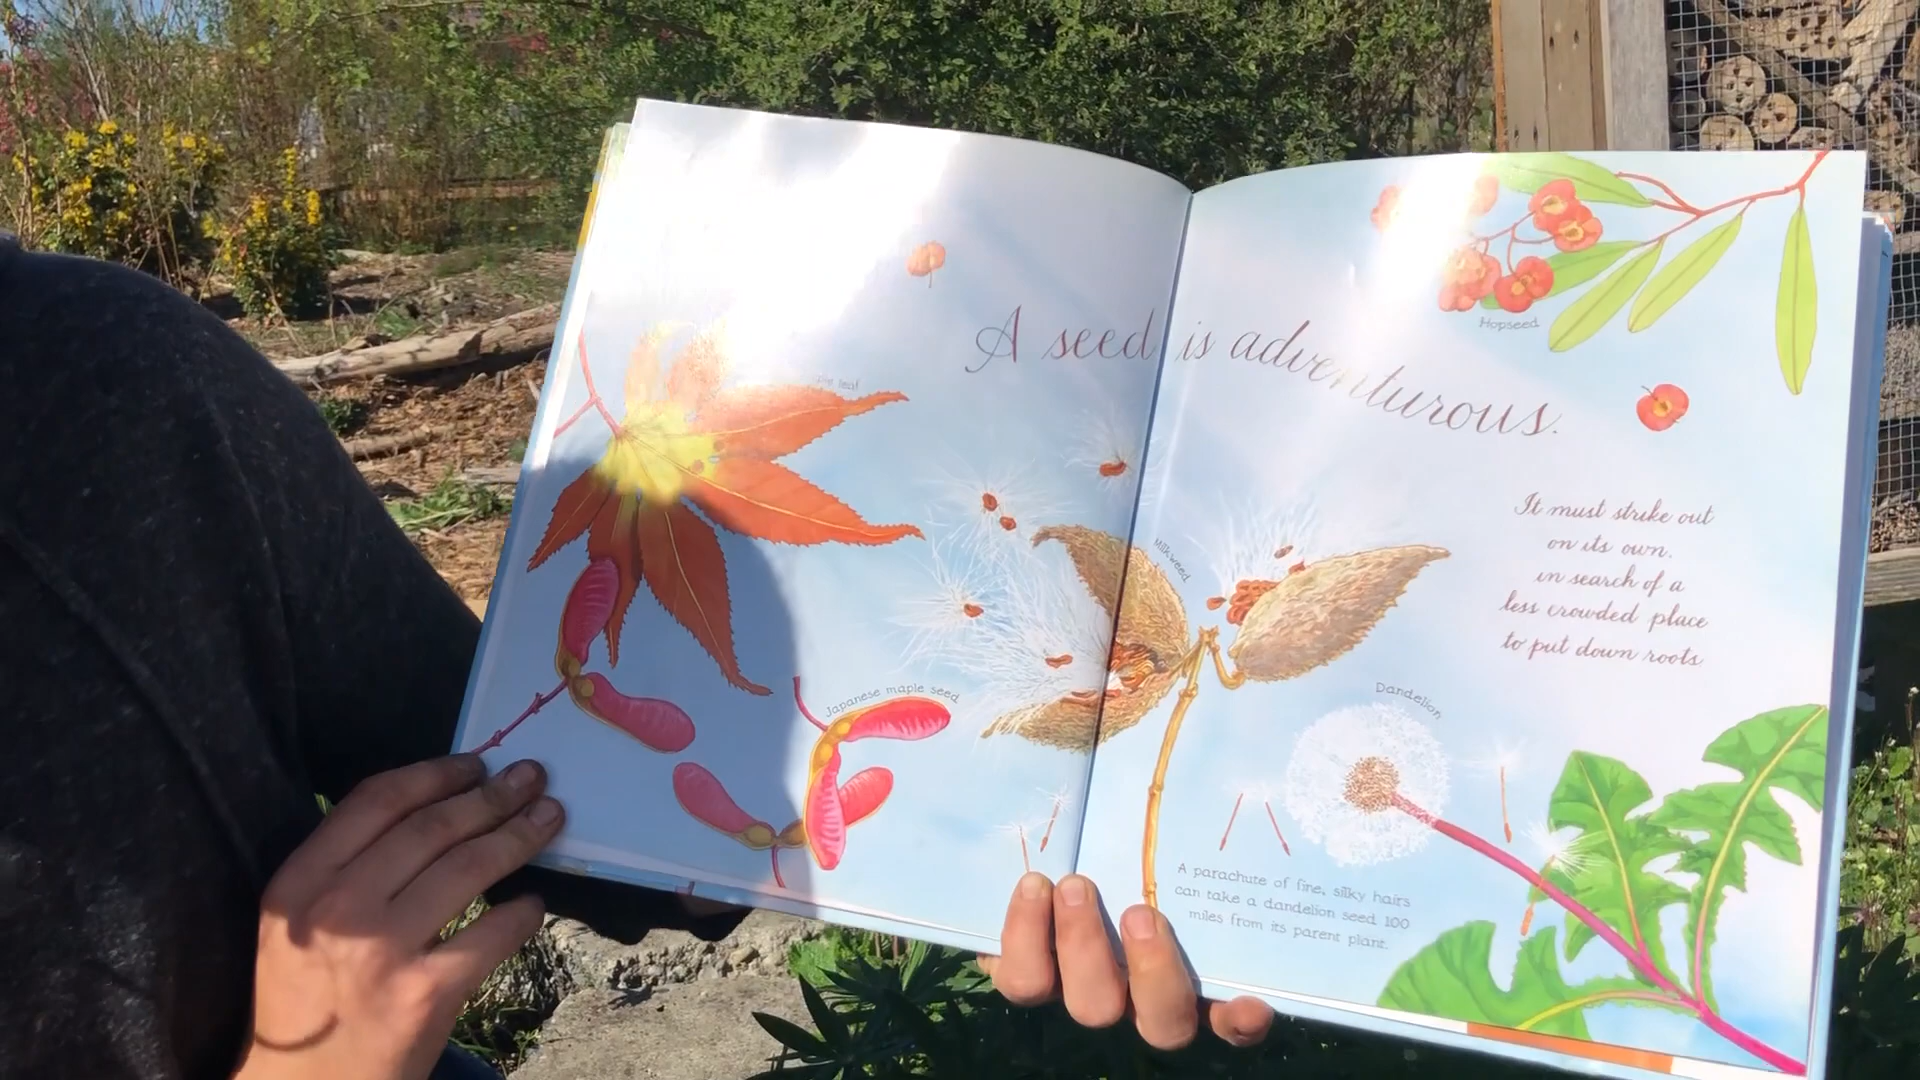 A seed is adventurous.
Hopseed
leaf
Milkweed
It must strike out
on its own.
in search of a
less crowded place
to put down roots
Japanese maple seed
Dandelion
A parachute of fine, silky hairs
can take a dandelion seed 100
miles from its parent plant.